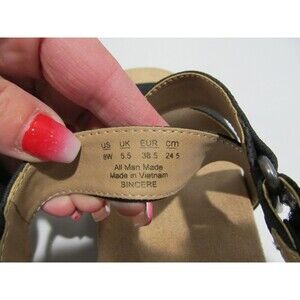 US UK EUR cm
8W 5.5 38.5 24.5
All Man Made
Made in Vietnam
SINCERE